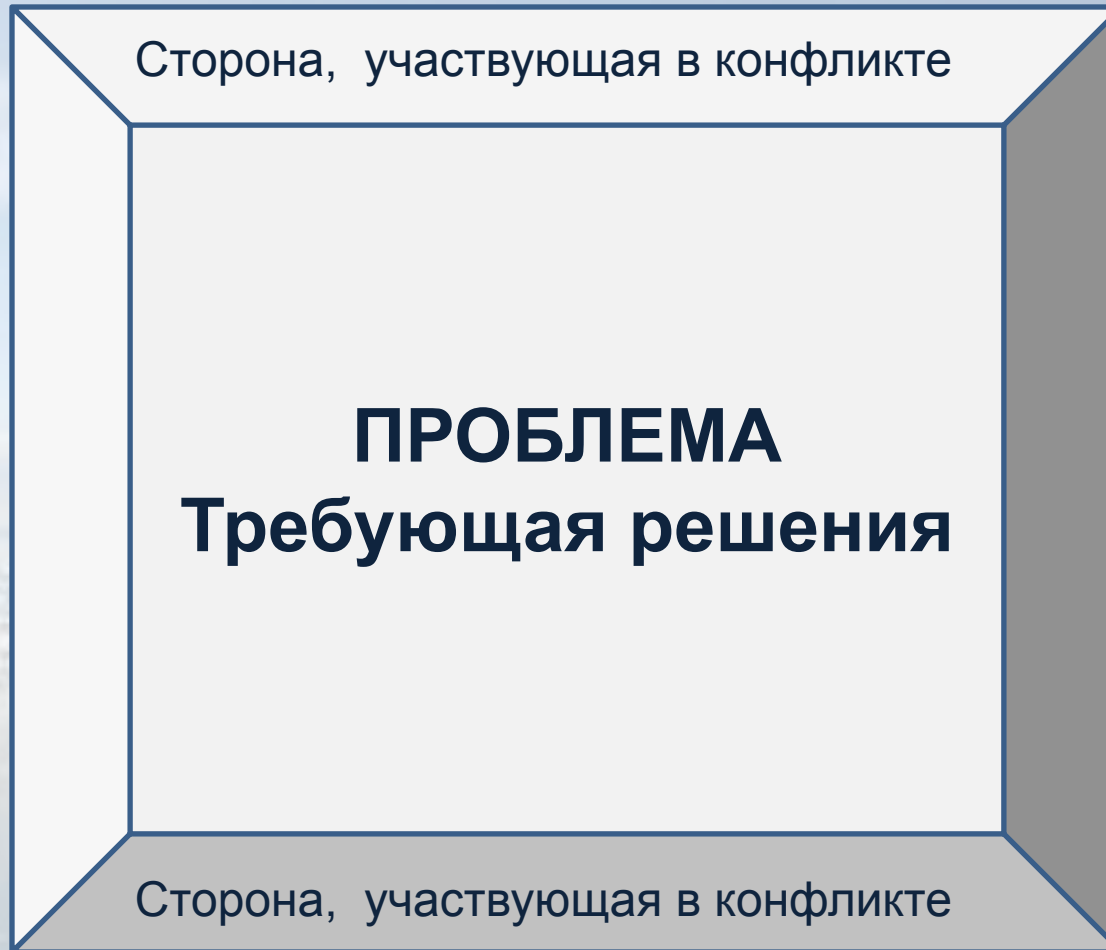 Сторона, участвующая в конфликте
ПРОБЛЕМА
Требующая решения
Сторона, участвующая в конфликте